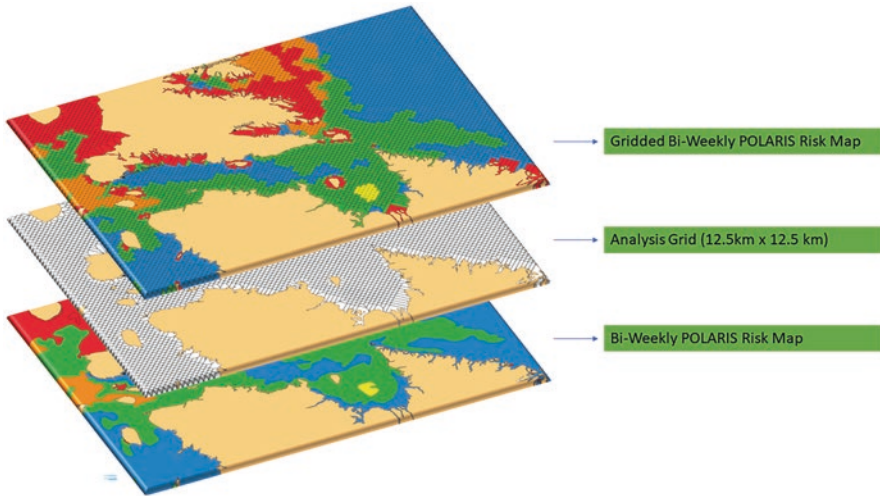 Gridded Bi-Weekly POLARIS Risk Map
Analysis Grid (12.5km x 12.5 km)
Bi-Weekly POLARIS Risk Map